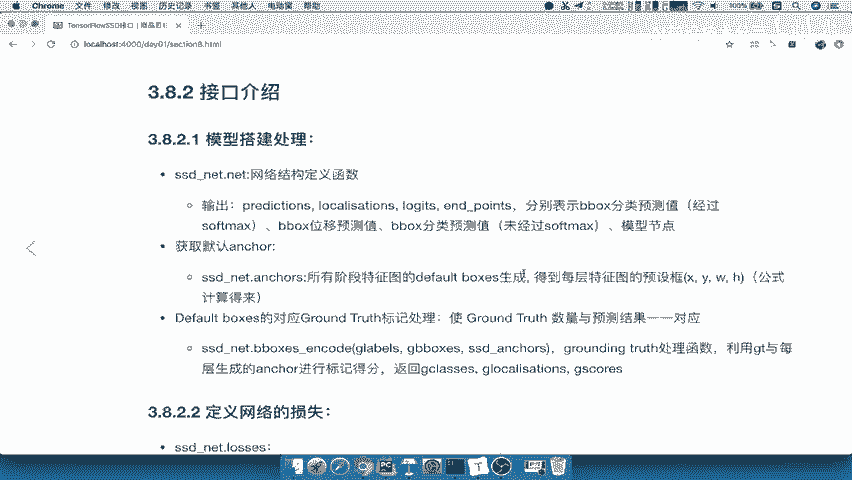 Chrome 文件 修改 视图 历史记录 书签 其他人 电脑窗 帮助
100%
TensorFlowSSD接口 | 商品目标
localhost:4000/day01/section8.html
3.8.2 接口介绍
3.8.2.1 模型搭建处理：
ssd_net.net:网络结构定义函数
输出：predictions, localisations, logits, end_points，分别表示bbox分类预测值（经过
softmax）、bbox位移预测值、bbox分类预测值（未经过softmax）、模型节点
获取默认anchor:
ssd_net.anchors:所有阶段特征图的default boxes生成, 得到每层特征图的预设框(x, y, w, h)（公式
计算得来）
Default boxes的对应Ground Truth标记处理：使 Ground Truth 数量与预测结果一一对应
ssd_net.bboxes_encode(glabels, gbboxes, ssd_anchors)，grounding truth处理函数，利用gt与每
层生成的anchor进行标记得分，返回gclasses, glocalisations, gscores
3.8.2.2 定义网络的损失：
ssd_net.losses：